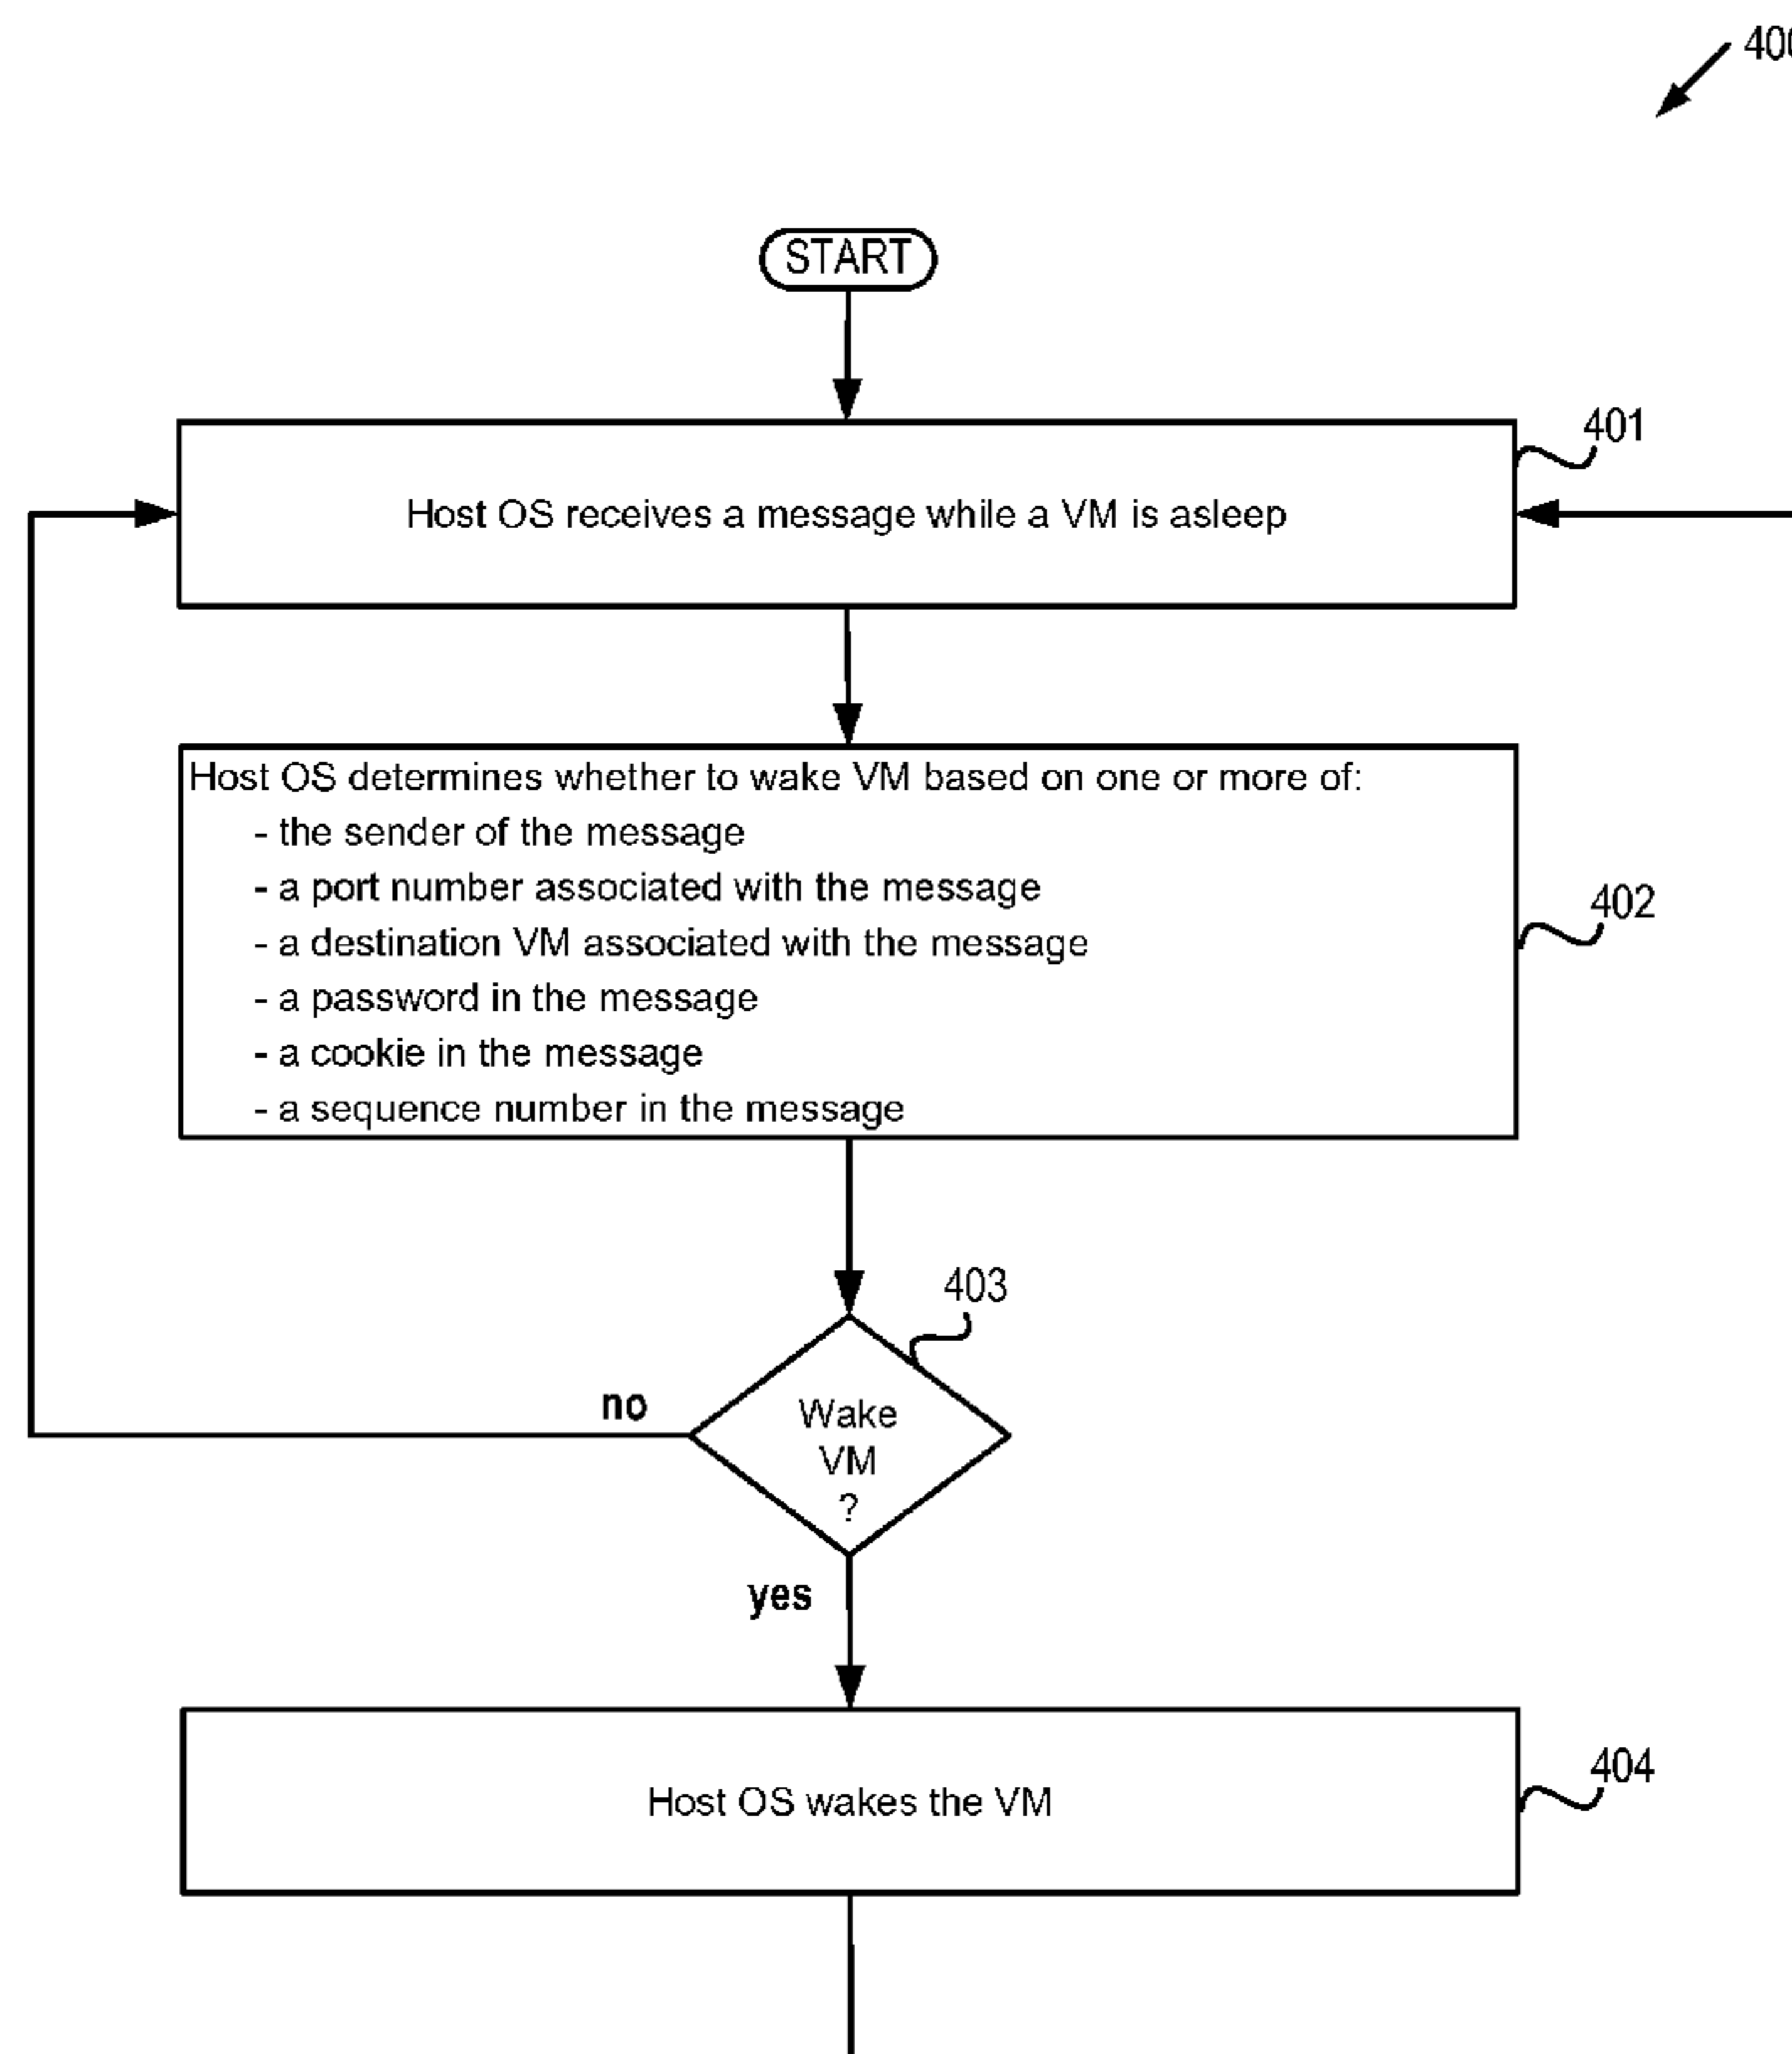 START
401
Host OS receives a message while a VM is asleep
Host OS determines whether to wake VM based on one or more of:
- the sender of the message
- a port number associated with the message
- a destination VM associated with the message
- a password in the message
- a cookie in the message
- a sequence number in the message
402
403
no
Wake
VM
?
yes
Host OS wakes the VM
404